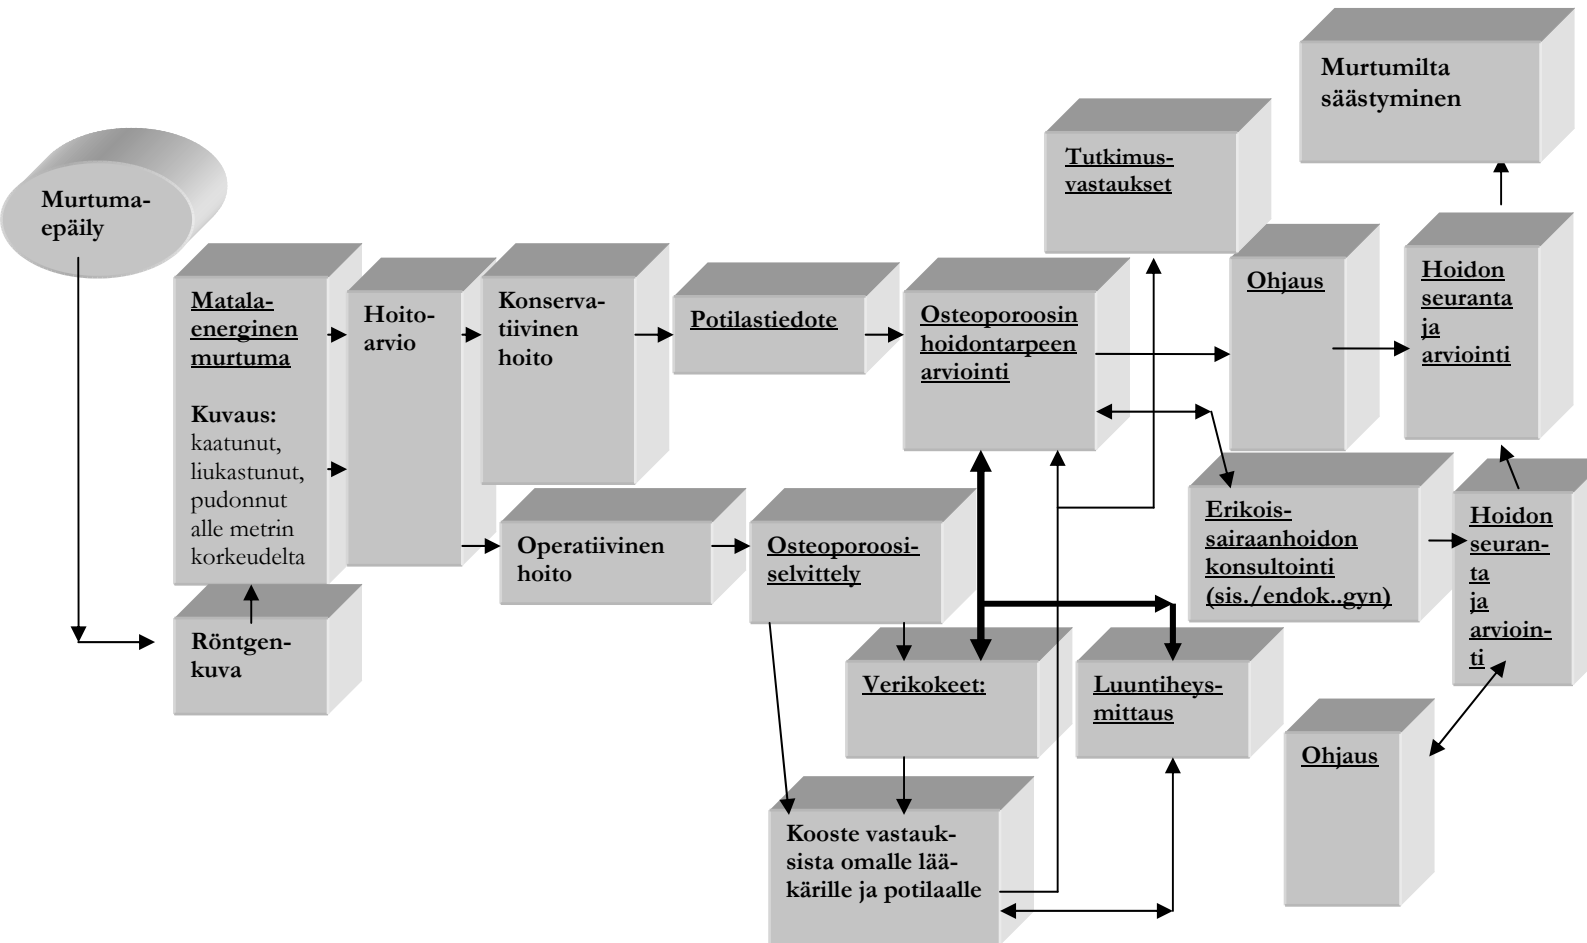 Murtuma-
epäily
Matala-
energinen
murtuma
Kuvaus:
kaatunut,
liukastunut,
pudonnut
alle metrin
korkeudelta
Röntgen-
kuva
Hoito-
arvio
Konserva-
tiivinen
hoito
Operatiivinen
hoito
Potilastiedote
Osteoporoosi-
selvittely
Osteoporoosin
hoidontarpeen
arviointi
Verikokeet:
Kooste vastauk-
sista omalle lää-
kärille ja potilaalle
Tutkimus-
vastaukset
Luuntiheys-
mittaus
Ohjaus
Erikois-
sairaanhoidon
konsultointi
(sis./endok..gyn)
Hoidon
seuranta
ja
arviointi
Murtumilta
säästyminen
Hoidon
seuran-
ta
ja
arvioin-
ti
Ohjaus